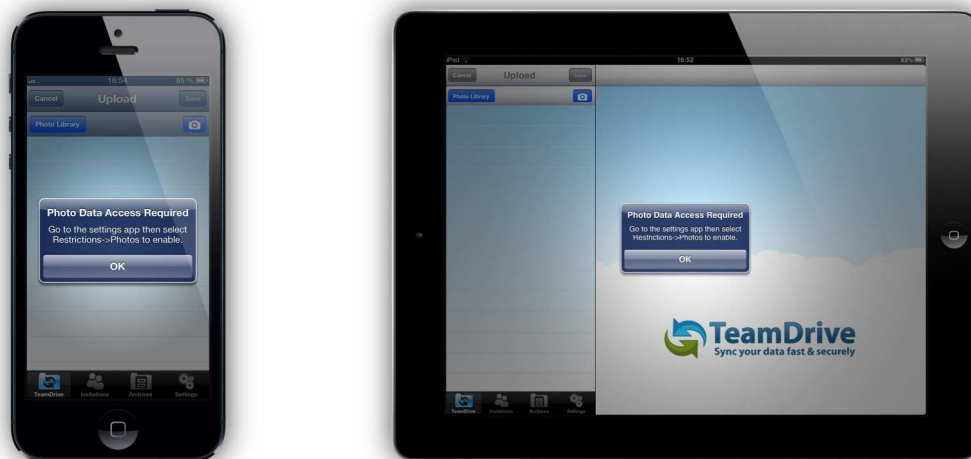 16:54
86 %
Cancel
Upload
Save
Photo Library
Photo Data Access Required
Go to the settings app then select
Restrictions->Photos to enable.
OK
TeamDrive
Invitations
Archives
Settings
iPad
16:52
83%
Cancel
Upload
Save
Photo Library
Photo Data Access Required
Go to the settings app then select
Restrictions->Photos to enable.
OK
TeamDrive
Sync your data fast & securely
TeamDrive
Invitations
Archives
Settings